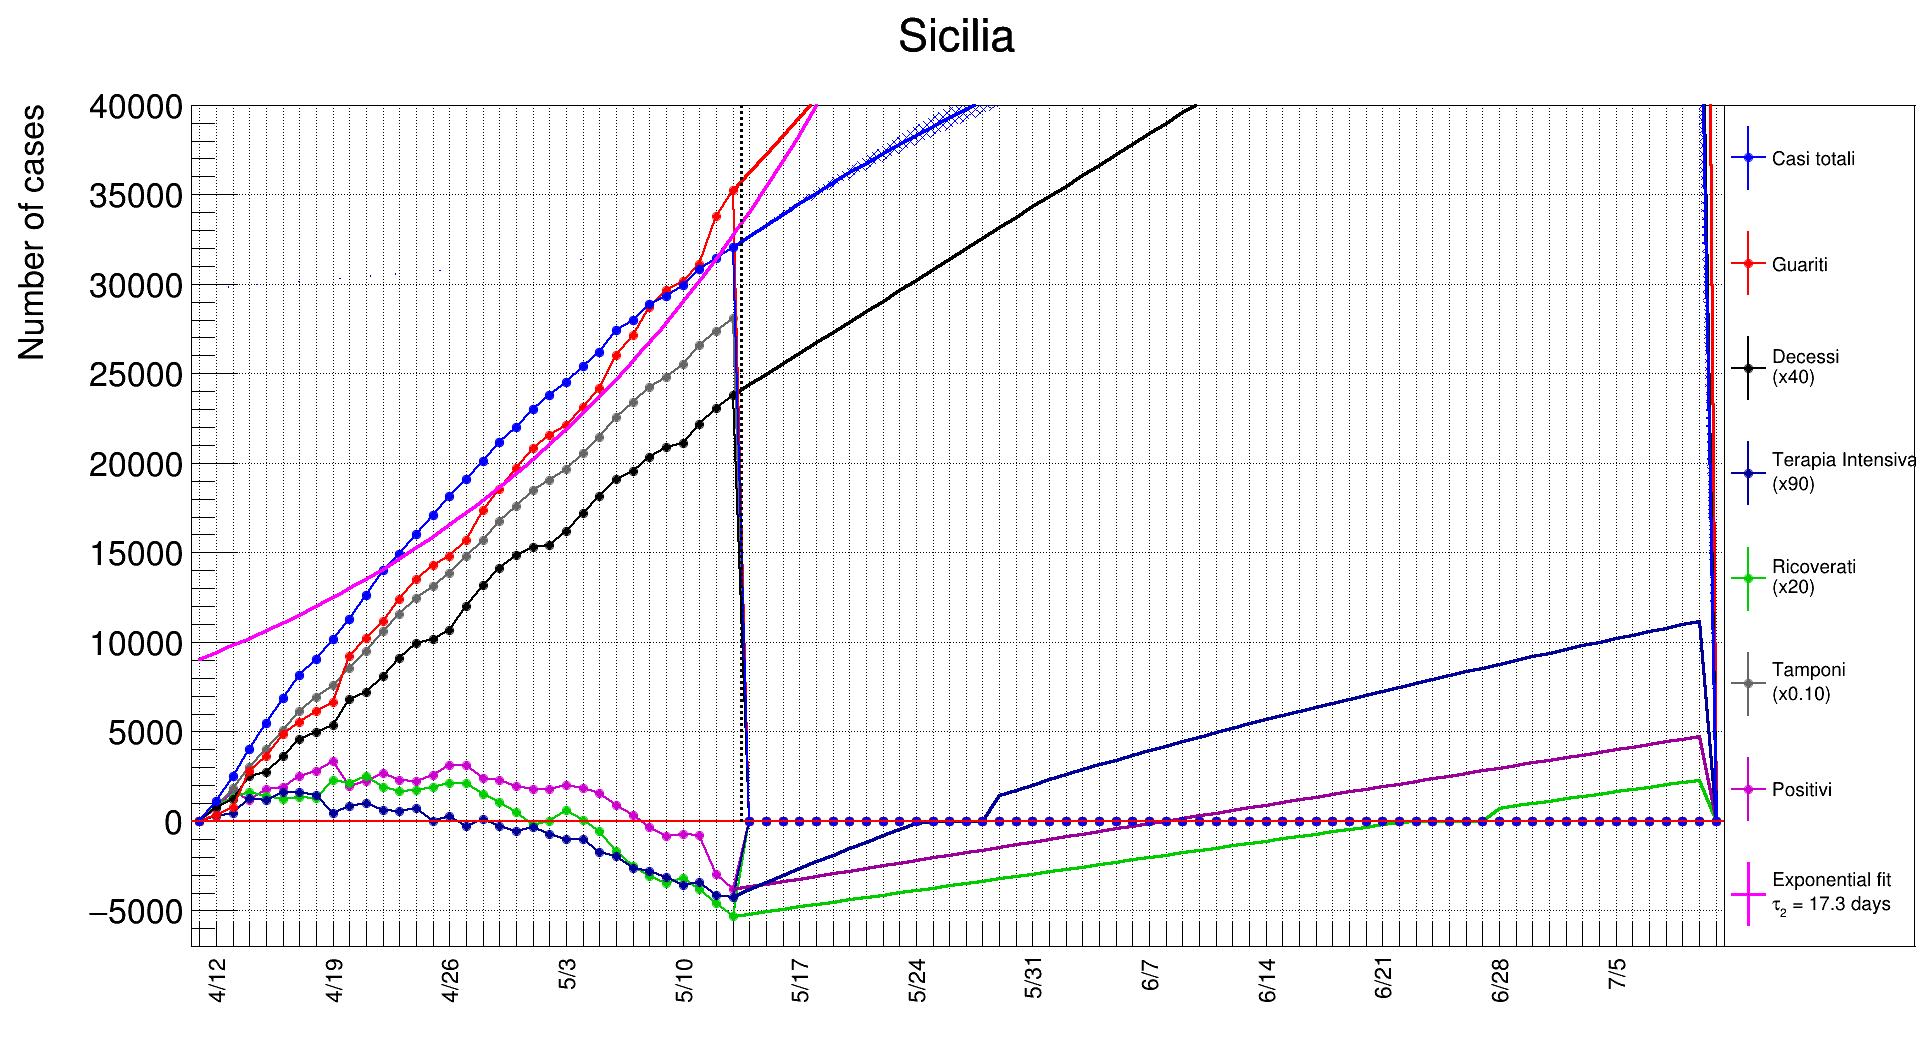 Sicilia
Number of cases
40000
35000
30000
25000
20000
15000
10000
5000
0
−5000
4/12
4/19
4/26
5/3
5/10
5/17
5/24
5/31
6/7
6/14
6/21
6/28
7/5
Casi totali
Guariti
Decessi
(x40)
Terapia Intensiva
(x90)
Ricoverati
(x20)
Tamponi
(x0.10)
Positivi
Exponential fit
τ2 = 17.3 days